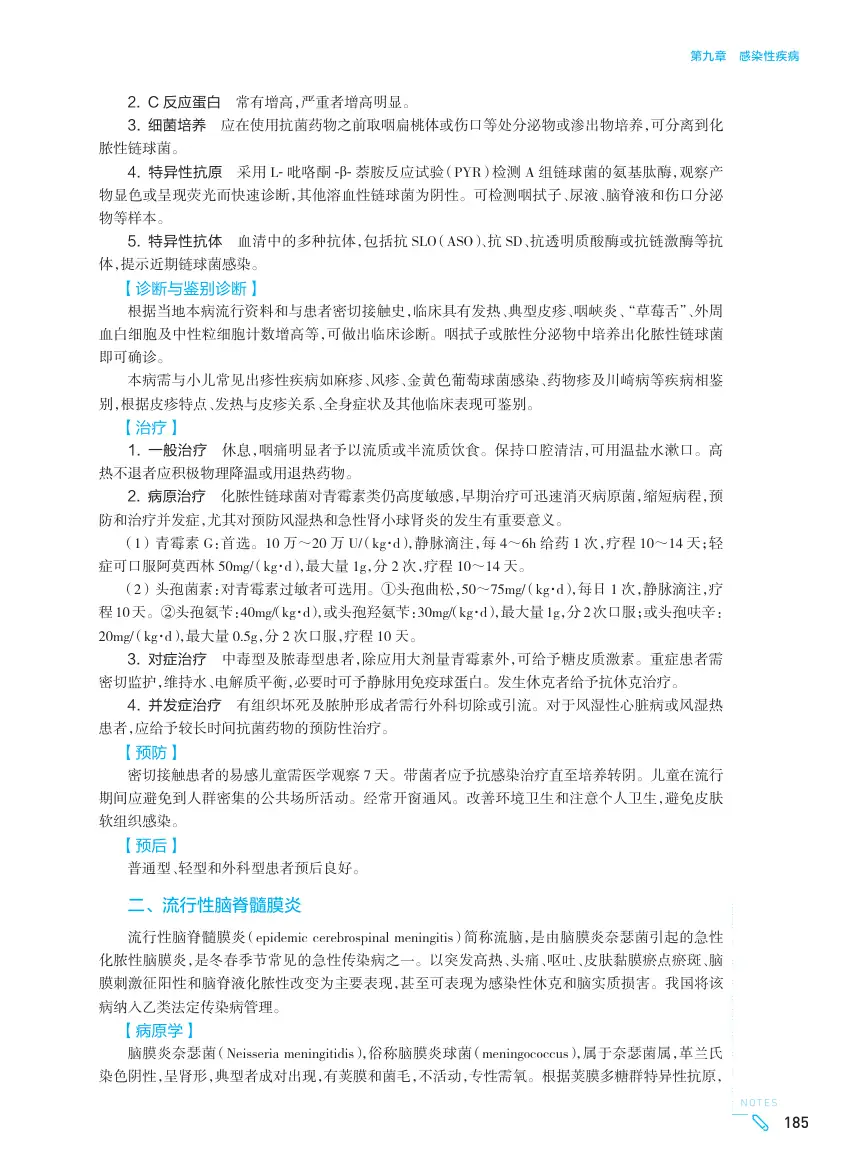 第九章 感染性疾病
2. C 反应蛋白 常有增高，严重者增高明显。
3. 细菌培养 应在使用抗菌药物之前取咽扁桃体或伤口等处分泌物或渗出物培养，可分离到化
脓性链球菌。
4. 特异性抗原 采用 L- 吡咯酮 -β- 萘胺反应试验（PYR）检测 A 组链球菌的氨基肽酶，观察产
物显色或呈现荧光而快速诊断，其他溶血性链球菌为阴性。可检测咽拭子、尿液、脑脊液和伤口分泌
物等样本。
5. 特异性抗体 血清中的多种抗体，包括抗 SLO（ASO）、抗 SD、抗透明质酸酶或抗链激酶等抗
体，提示近期链球菌感染。
【诊断与鉴别诊断】
根据当地本病流行资料和与患者密切接触史，临床具有发热、典型皮疹、咽峡炎、“草莓舌”、外周
血白细胞及中性粒细胞计数增高等，可做出临床诊断。咽拭子或脓性分泌物中培养出化脓性链球菌
即可确诊。
本病需与小儿常见出疹性疾病如麻疹、风疹、金黄色葡萄球菌感染、药物疹及川崎病等疾病相鉴
别，根据皮疹特点、发热与皮疹关系、全身症状及其他临床表现可鉴别。
【治疗】
1. 一般治疗 休息，咽痛明显者予以流质或半流质饮食。保持口腔清洁，可用温盐水漱口。高
热不退者应积极物理降温或用退热药物。
2. 病原治疗 化脓性链球菌对青霉素类仍高度敏感，早期治疗可迅速消灭病原菌，缩短病程，预
防和治疗并发症，尤其对预防风湿热和急性肾小球肾炎的发生有重要意义。
（1）青霉素 G：首选。10 万～20 万 U/（kg·d），静脉滴注，每 4～6h 给药 1 次，疗程 10～14 天；轻
症可口服阿莫西林 50mg/（kg·d），最大量 1g，分 2 次，疗程 10～14 天。
（2）头孢菌素：对青霉素过敏者可选用。①头孢曲松，50～75mg/（kg·d），每日 1 次，静脉滴注，疗
程 10 天。②头孢氨苄：40mg/（kg·d），或头孢羟氨苄：30mg/（kg·d），最大量 1g，分 2 次口服；或头孢呋辛：
20mg/（kg·d），最大量 0.5g，分 2 次口服，疗程 10 天。
3. 对症治疗 中毒型及脓毒型患者，除应用大剂量青霉素外，可给予糖皮质激素。重症患者需
密切监护，维持水、电解质平衡，必要时可予静脉用免疫球蛋白。发生休克者给予抗休克治疗。
4. 并发症治疗 有组织坏死及脓肿形成者需行外科切除或引流。对于风湿性心脏病或风湿热
患者，应给予较长时间抗菌药物的预防性治疗。
【预防】
密切接触患者的易感儿童需医学观察 7 天。带菌者应予抗感染治疗直至培养转阴。儿童在流行
期间应避免到人群密集的公共场所活动。经常开窗通风。改善环境卫生和注意个人卫生，避免皮肤
软组织感染。
【预后】
普通型、轻型和外科型患者预后良好。
二、流行性脑脊髓膜炎
流行性脑脊髓膜炎（epidemic cerebrospinal meningitis）简称流脑，是由脑膜炎奈瑟菌引起的急性
化脓性脑膜炎，是冬春季节常见的急性传染病之一。以突发高热、头痛、呕吐、皮肤黏膜瘀点瘀斑、脑
膜刺激征阳性和脑脊液化脓性改变为主要表现，甚至可表现为感染性休克和脑实质损害。我国将该
病纳入乙类法定传染病管理。
【病原学】
脑膜炎奈瑟菌（Neisseria meningitidis），俗称脑膜炎球菌（meningococcus），属于奈瑟菌属，革兰氏
染色阴性，呈肾形，典型者成对出现，有荚膜和菌毛，不活动，专性需氧。根据荚膜多糖群特异性抗原，
NOTES
185